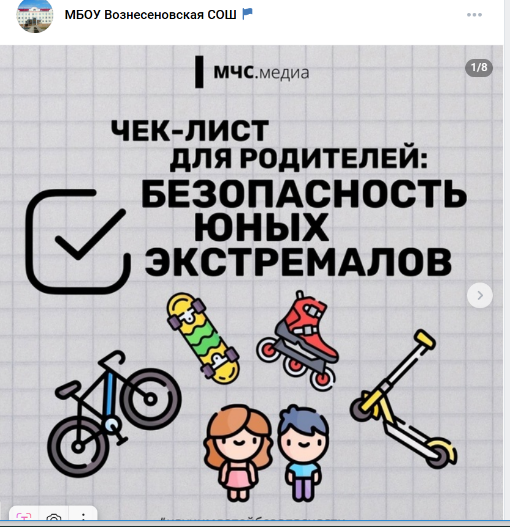 МБОУ Вознесеновская СОШ
МЧС.медиа
1/8
ЧЕК-ЛИСТ
ДЛЯ РОДИТЕЛЕЙ:
БЕЗОПАСНОСТЬ
ЮНЫХ
ЭКСТРЕМАЛОВ